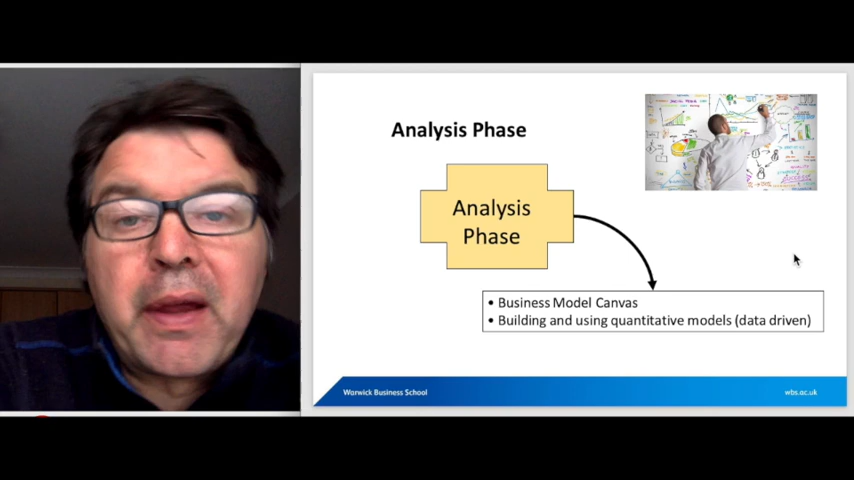 Analysis Phase
Analysis
Phase
• Business Model Canvas
• Building and using quantitative models (data driven)
Warwick Business School
wbs.ac.uk